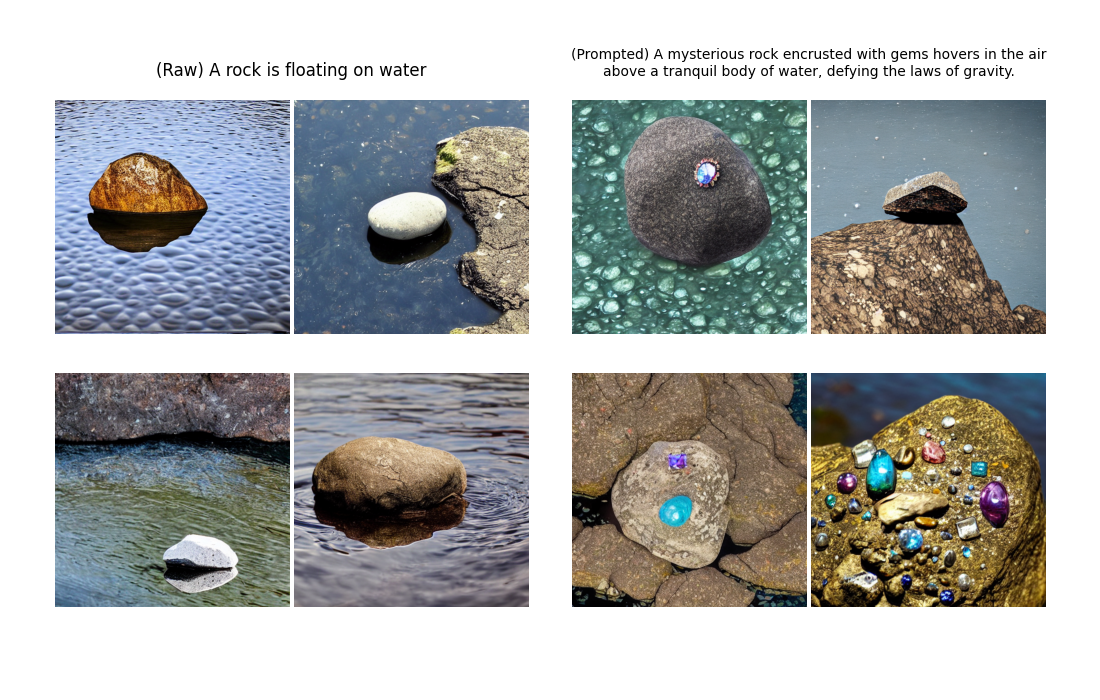 (Raw) A rock is floating on water
(Prompted) A mysterious rock encrusted with gems hovers in the air
above a tranquil body of water, defying the laws of gravity.